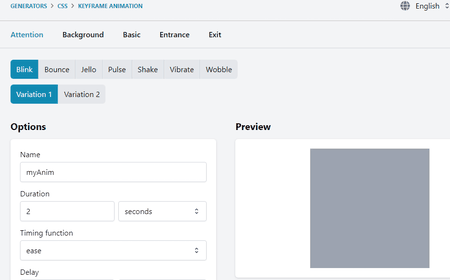 GENERATORS > CSS > KEYFRAME ANIMATION English
Attention Background Basic Entrance Exit
Blink Bounce Jello Pulse Shake Vibrate Wobble
Variation 1 Variation 2
Options Preview
Name
myAnim
Duration
2 seconds
Timing function
ease
Delay